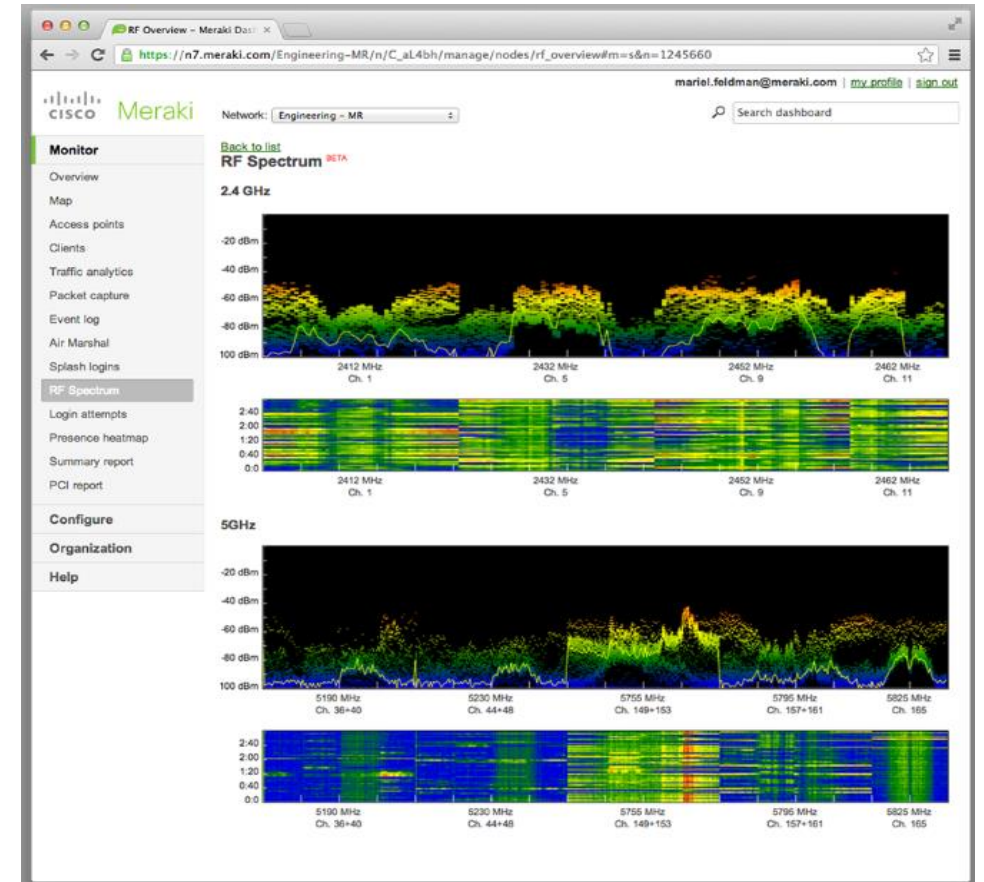 RF Overview – Meraki Das
https://n7.meraki.com/Engineering-MR/n/C_aL4bh/manage/nodes/rf_overview#m=s&n=1245660
mariel.feldman@meraki.com | my profile | sign out
CISCO Meraki
Network: Engineering - MR
Search dashboard
Monitor
Overview
Map
Access points
Clients
Traffic analytics
Packet capture
Event log
Air Marshal
Splash logins
RF Spectrum
Login attempts
Presence heatmap
Summary report
PCI report
Configure
Organization
Help
Back to list
RF Spectrum BETA
2.4 GHz
-20 dBm
-40 dBm
-60 dBm
-80 dBm
100 dBm
2412 MHz 2432 MHz 2452 MHz 2462 MHz
Ch. 1 Ch. 5 Ch. 9 Ch. 11
2:40
2:00
1:20
0:40
0:0
2412 MHz 2432 MHz 2452 MHz 2462 MHz
Ch. 1 Ch. 5 Ch. 9 Ch. 11
5GHz
-20 dBm
-40 dBm
-60 dBm
-80 dBm
100 dBm
5190 MHz 5230 MHz 5755 MHz 5795 MHz 5825 MHz
Ch. 36+40 Ch. 44+48 Ch. 149+153 Ch. 157+161 Ch. 165
2:40
2:00
1:20
0:40
0:0
5190 MHz 5230 MHz 5755 MHz 5795 MHz 5825 MHz
Ch. 36+40 Ch. 44+48 Ch. 149+153 Ch. 157+161 Ch. 165